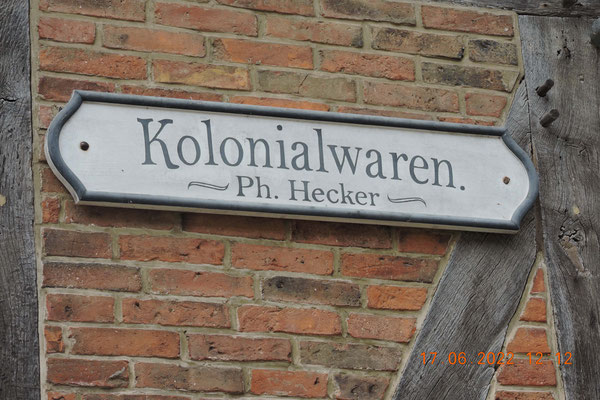 Kolonialwaren.
~ Ph. Hecker ~
17 06 2022 12 12